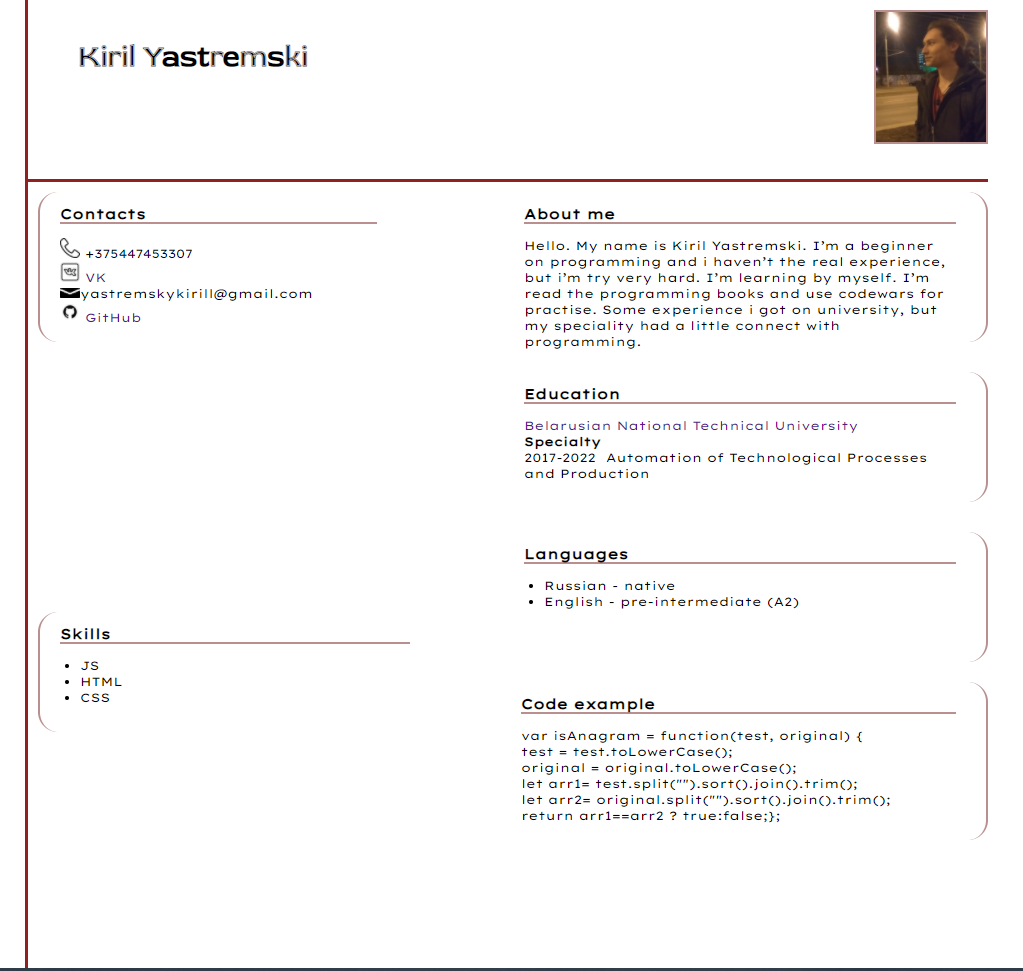 Kiril Yastremski
Contacts
+375447453307
VK
yastremskykirill@gmail.com
GitHub
Skills
JS
HTML
CSS
About me
Hello. My name is Kiril Yastremski. I’m a beginner
on programming and i haven’t the real experience,
but i’m try very hard. I’m learning by myself. I’m
read the programming books and use codewars for
practise. Some experience i got on university, but
my speciality had a little connect with
programming.
Education
Belarusian National Technical University
Specialty
2017-2022 Automation of Technological Processes
and Production
Languages
Russian - native
English - pre-intermediate (A2)
Code example
var isAnagram = function(test, original) {
test = test.toLowerCase();
original = original.toLowerCase();
let arr1= test.split("").sort().join().trim();
let arr2= original.split("").sort().join().trim();
return arr1==arr2 ? true:false;};